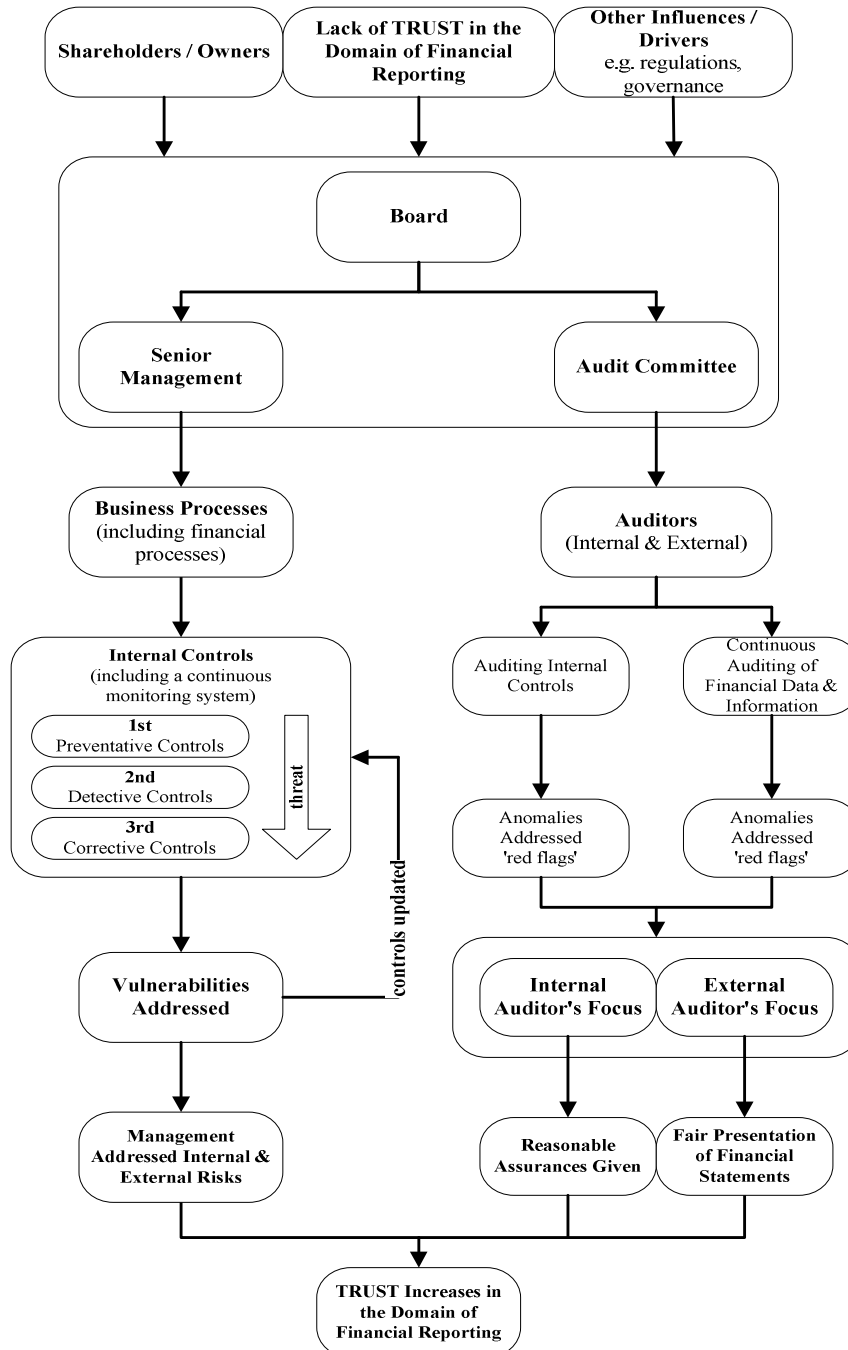 Shareholders / Owners
Lack of TRUST in the
Domain of Financial
Reporting
Other Influences /
Drivers
e.g. regulations,
governance
Board
Senior
Management
Audit Committee
Business Processes
(including financial
processes)
Auditors
(Internal & External)
Internal Controls
(including a continuous
monitoring system)
1st
Preventative Controls
2nd
Detective Controls
3rd
Corrective Controls
threat
controls updated
Auditing Internal
Controls
Continuous
Auditing of
Financial Data &
Information
Anomalies
Addressed
'red flags'
Anomalies
Addressed
'red flags'
Vulnerabilities
Addressed
Internal
Auditor's Focus
External
Auditor's Focus
Management
Addressed Internal &
External Risks
Reasonable
Assurances Given
Fair Presentation
of Financial
Statements
TRUST Increases in
the Domain of
Financial Reporting